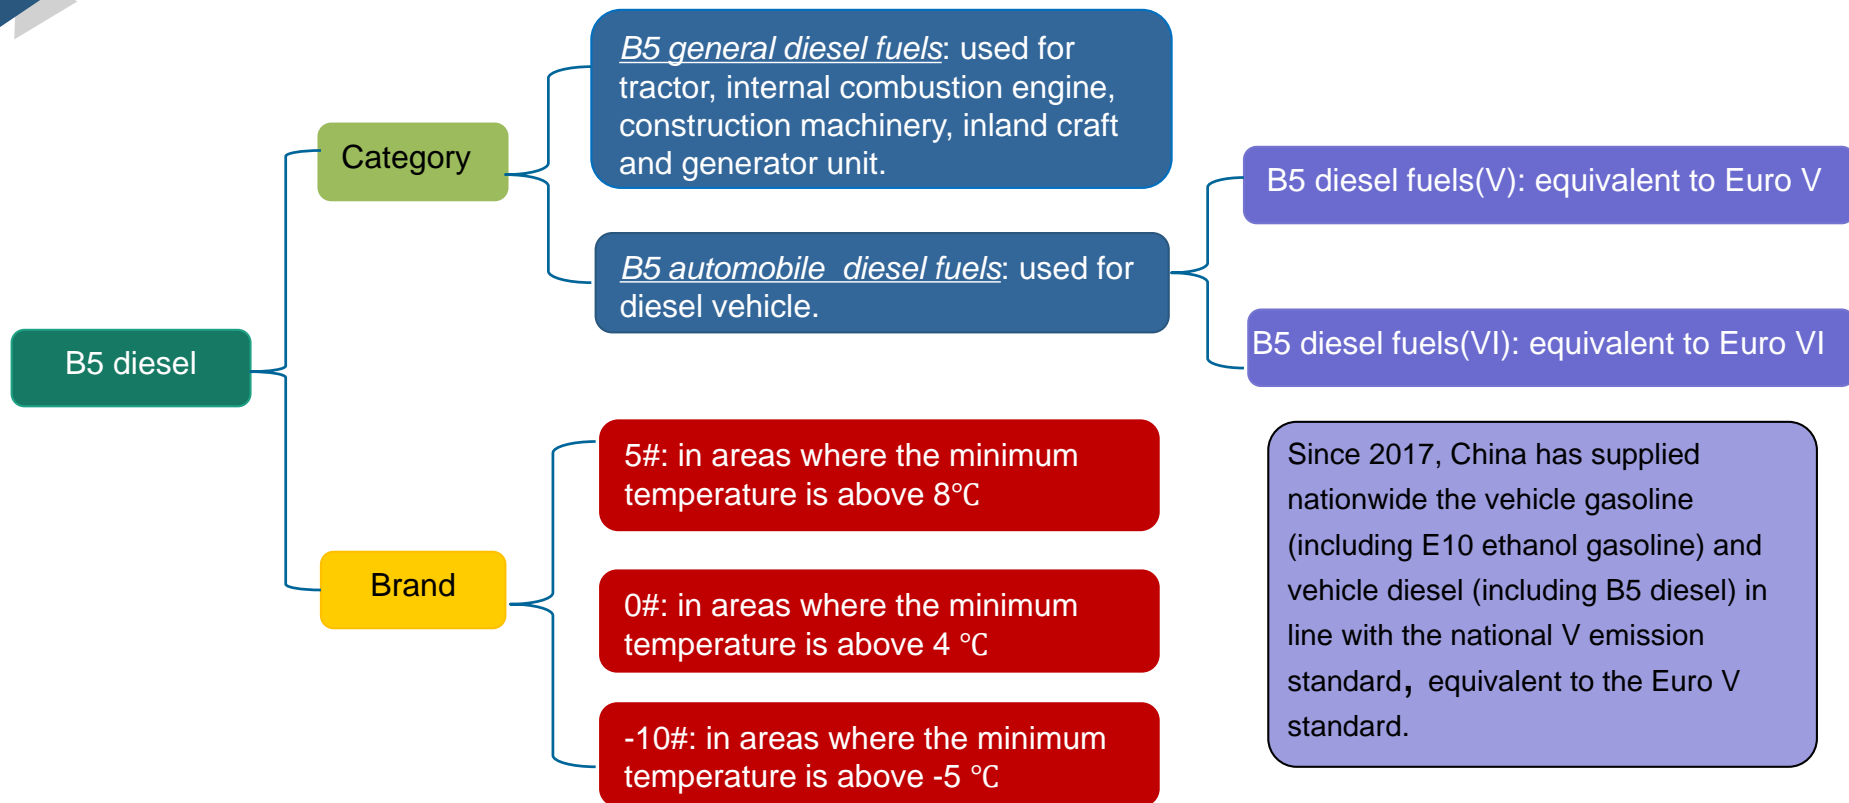 B5 general diesel fuels: used for
tractor, internal combustion engine,
construction machinery, inland craft
and generator unit.
Category
B5 diesel fuels(V): equivalent to Euro V
B5 automobile  diesel fuels: used for
diesel vehicle.
B5 diesel fuels(VI): equivalent to Euro VI
B5 diesel
5#: in areas where the minimum
temperature is above 8℃
Brand
0#: in areas where the minimum
temperature is above 4 ℃
-10#: in areas where the minimum
temperature is above -5 ℃
Since 2017, China has supplied
nationwide the vehicle gasoline
(including E10 ethanol gasoline) and
vehicle diesel (including B5 diesel) in
line with the national V emission
standard，equivalent to the Euro V
standard.